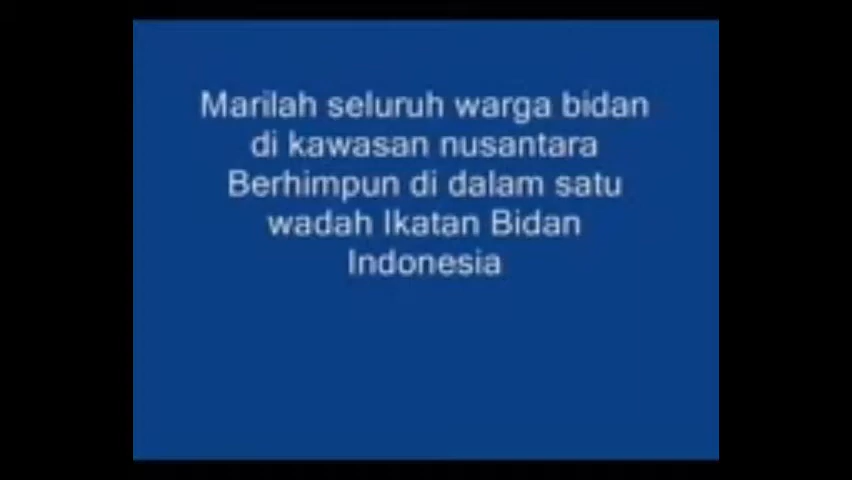 Marilah seluruh warga bidan
di kawasan nusantara
Berhimpun di dalam satu
wadah Ikatan Bidan
Indonesia